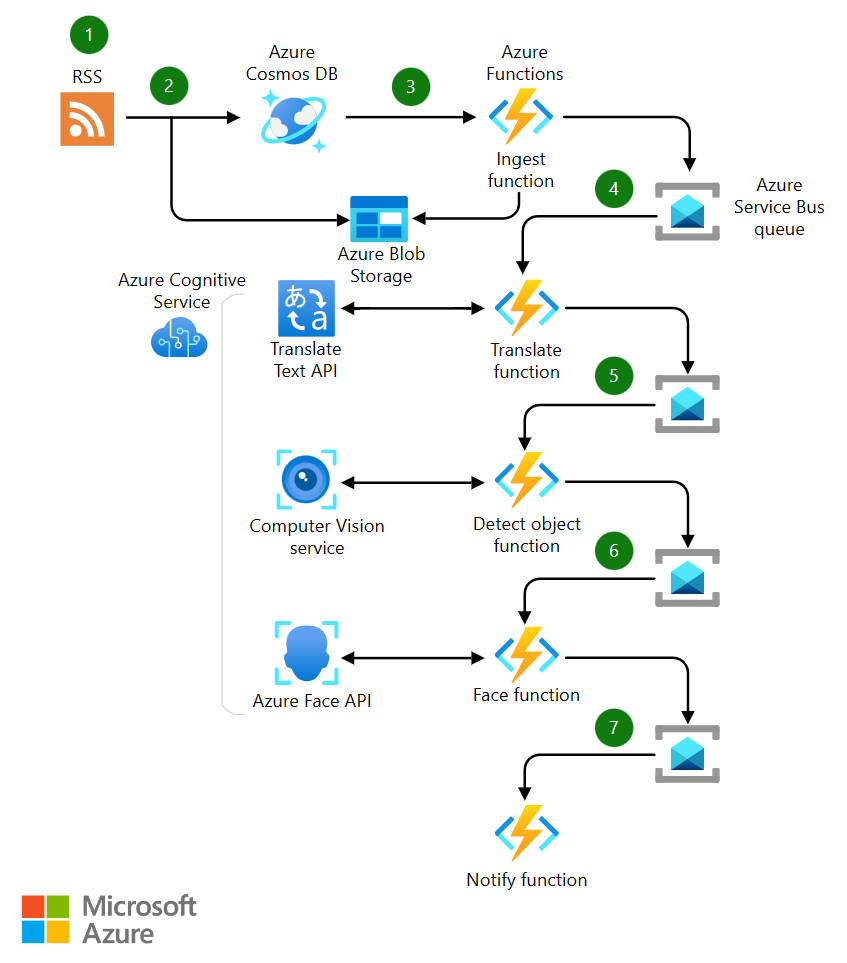 1
RSS
2
Azure
Cosmos DB
3
Azure
Functions
Ingest
function
4
Azure
Service Bus
queue
Azure Blob
Storage
Azure Cognitive
Service
あ
a
Translate
Text API
Translate
function
5
Computer Vision
service
Detect object
function
6
Azure Face API
Face function
7
Notify function
Microsoft
Azure